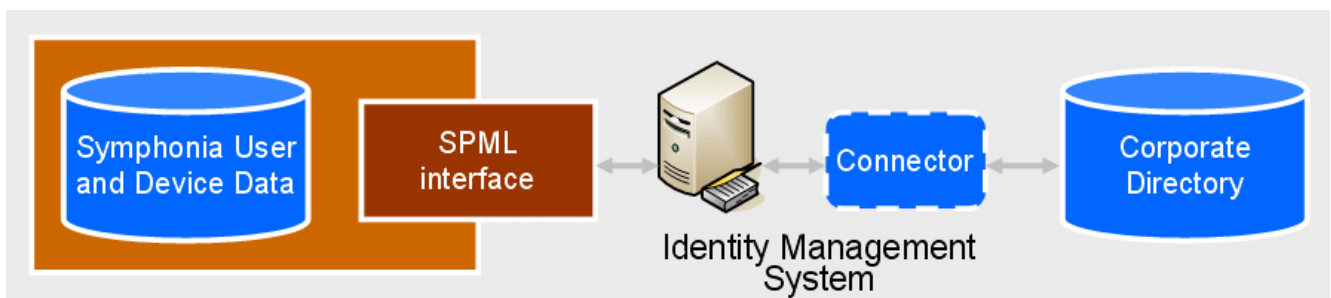 Symphonia User
and Device Data
SPML
interface
Identity Management
System
Connector
Corporate
Directory